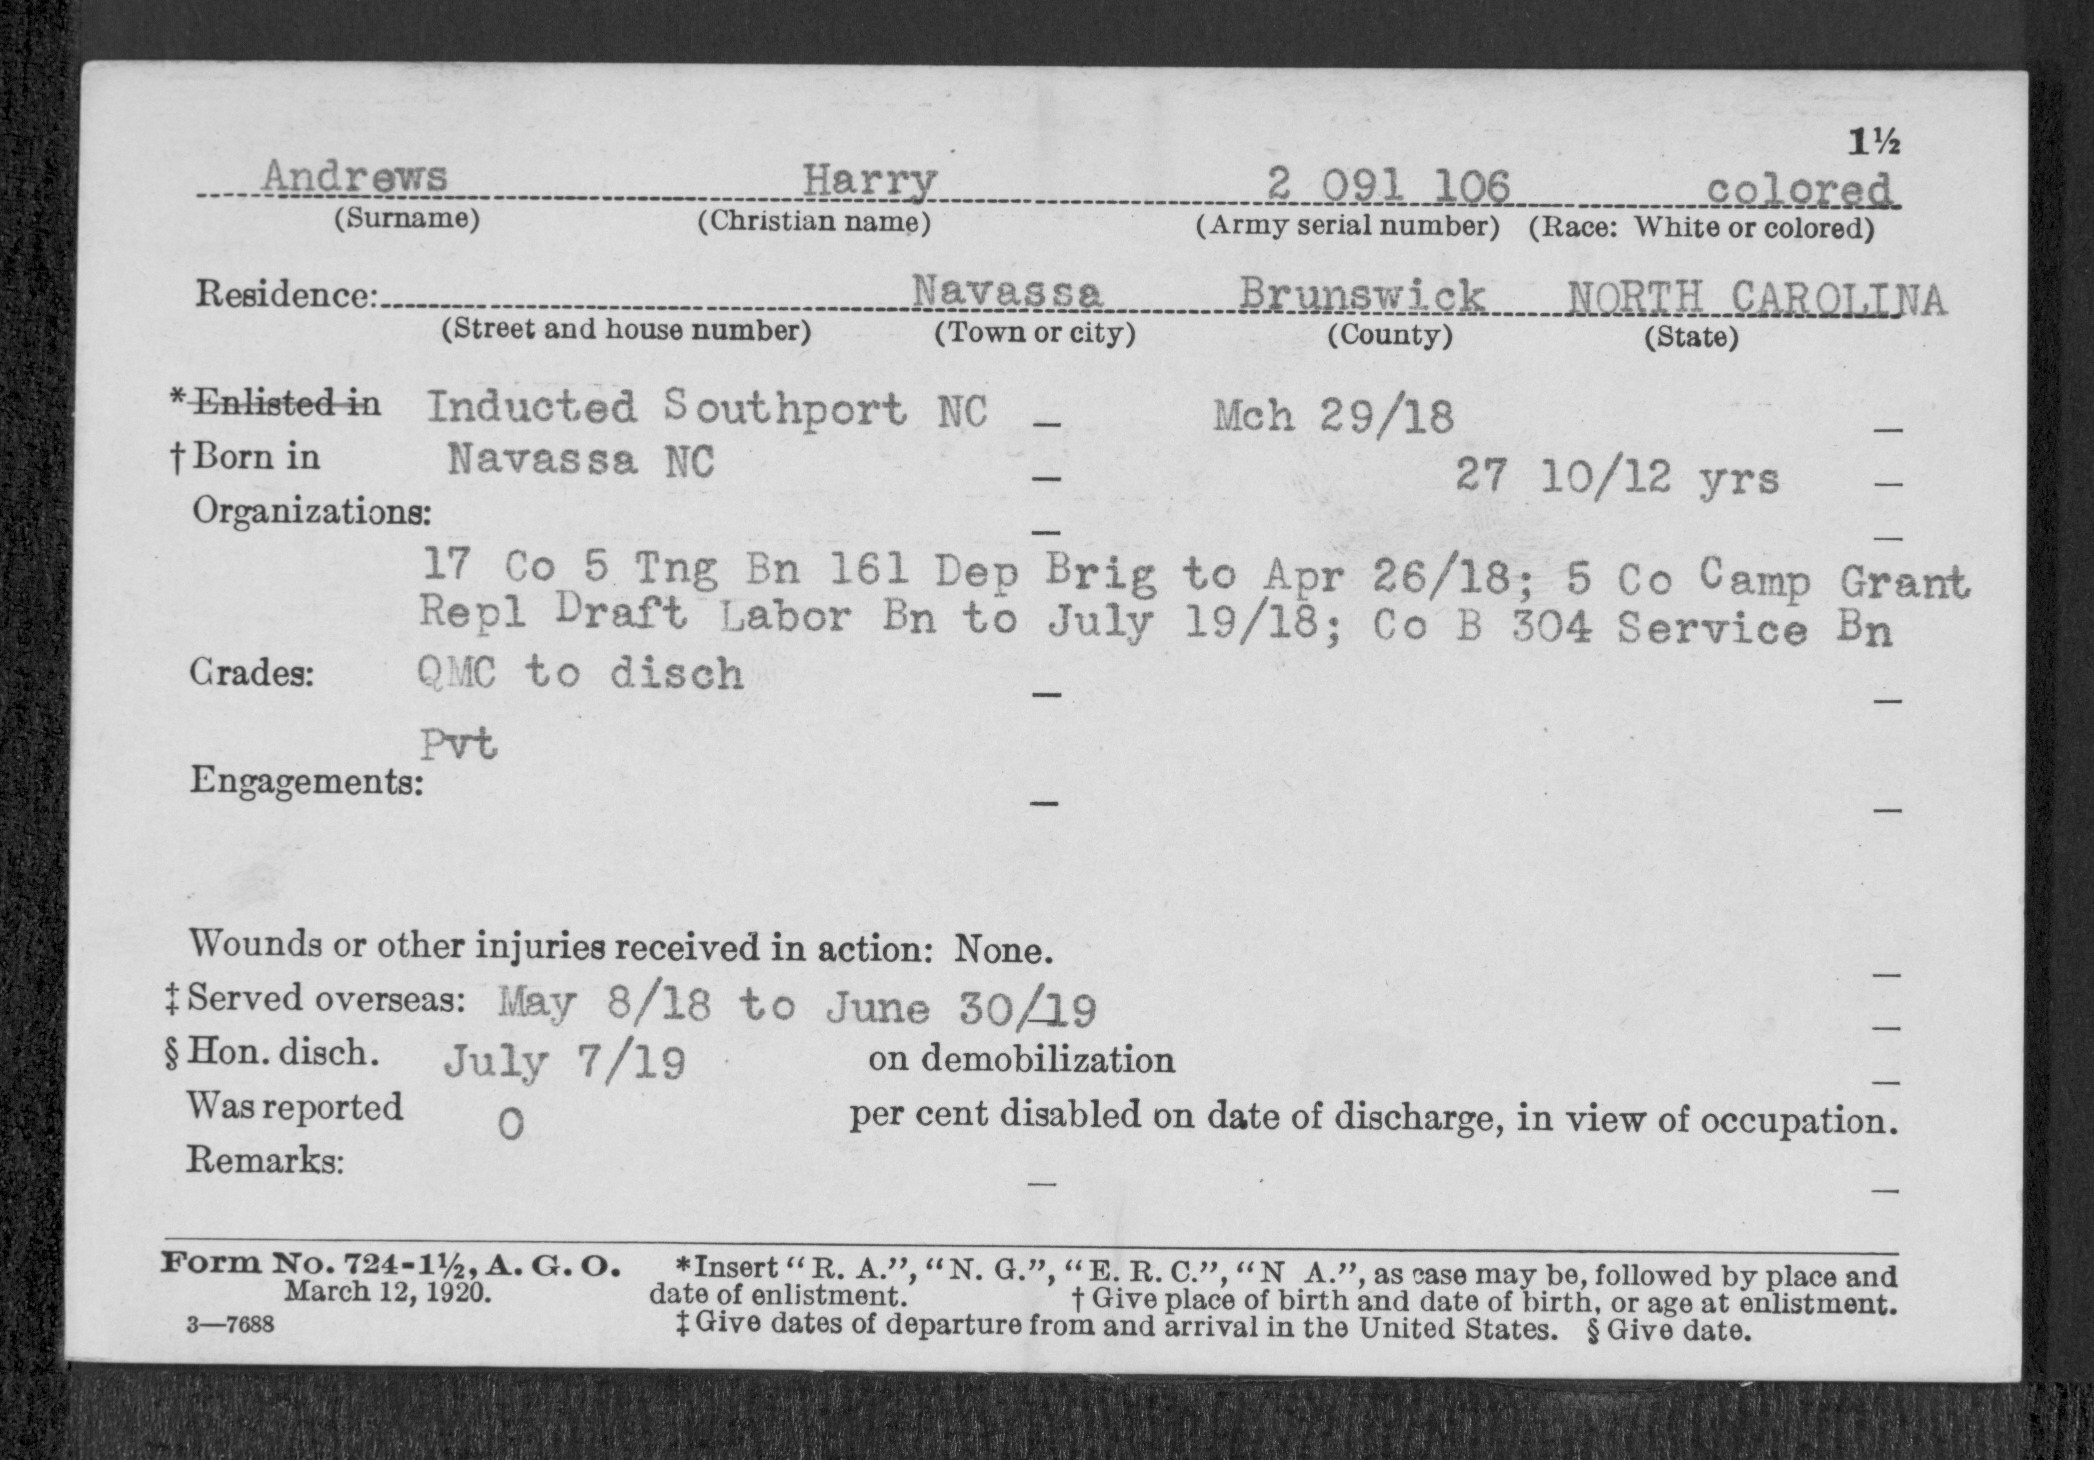 1½
Andrews Harry 2 091 106 colored
(Surname) (Christian name) (Army serial number) (Race: White or colored)
Residence: Navassa Brunswick NORTH CAROLINA
(Street and house number) (Town or city) (County) (State)
*Enlisted in Inducted Southport NC — Mch 29/18 —
†Born in Navassa NC — 27 10/12 yrs —
Organizations: — —
17 Co 5 Tng Bn 161 Dep Brig to Apr 26/18; 5 Co Camp Grant
Repl Draft Labor Bn to July 19/18; Co B 304 Service Bn
Grades: QMC to disch — —
Pvt
Engagements: — —
Wounds or other injuries received in action: None. —
‡Served overseas: May 8/18 to June 30/19 —
§Hon. disch. July 7/19 on demobilization —
Was reported 0 per cent disabled on date of discharge, in view of occupation.
Remarks: — —
Form No. 724-1½, A. G. O. *Insert "R. A.", "N. G.", "E. R. C.", "N A.", as case may be, followed by place and
March 12, 1920. date of enlistment. †Give place of birth and date of birth, or age at enlistment.
3—7688 ‡Give dates of departure from and arrival in the United States. §Give date.